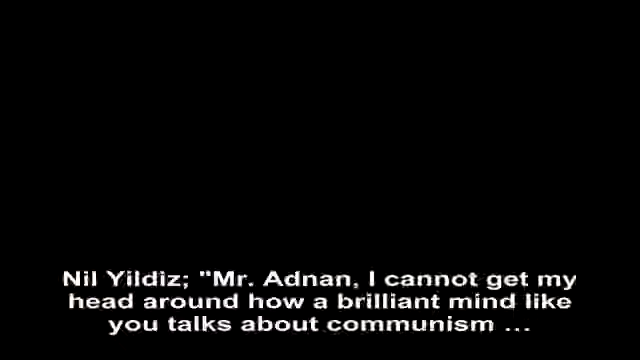 Nil Yildiz; "Mr. Adnan, I cannot get my
head around how a brilliant mind like
you talks about communism ...